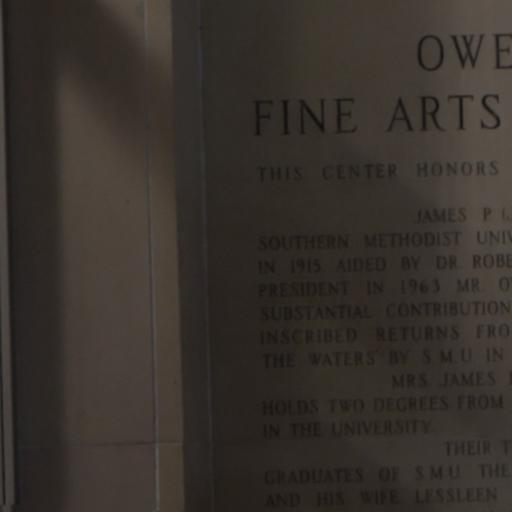 OWE
FINE ARTS
THIS CENTER HONORS
JAMES P. (J
SOUTHERN METHODIST UNIV
IN 1915. AIDED BY DR. ROBE
PRESIDENT IN 1963 MR. O
SUBSTANTIAL CONTRIBUTION
INSCRIBED RETURNS FRO
THE WATERS" BY S.M.U. IN
MRS. JAMES
HOLDS TWO DEGREES FROM
IN THE UNIVERSITY.
THEIR T
GRADUATES OF S.M.U. THE
AND HIS WIFE LESSLEEN